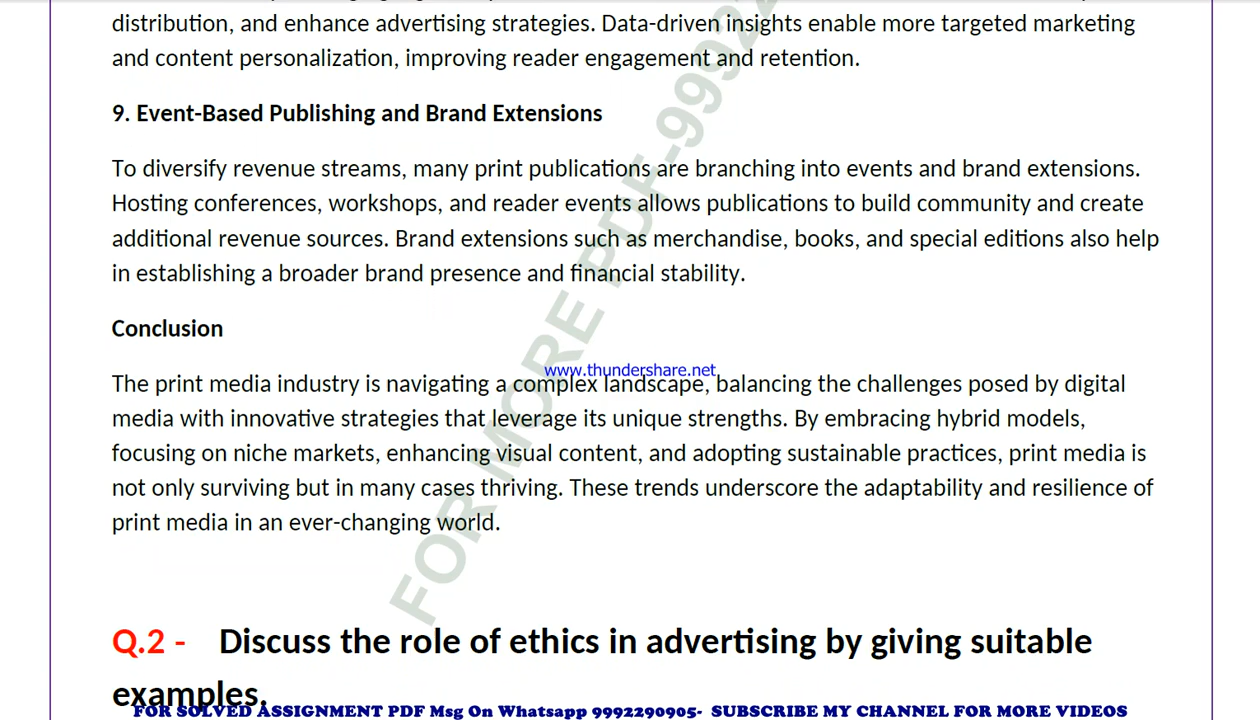 distribution, and enhance advertising strategies. Data-driven insights enable more targeted marketing
and content personalization, improving reader engagement and retention.
9. Event-Based Publishing and Brand Extensions
To diversify revenue streams, many print publications are branching into events and brand extensions.
Hosting conferences, workshops, and reader events allows publications to build community and create
additional revenue sources. Brand extensions such as merchandise, books, and special editions also help
in establishing a broader brand presence and financial stability.
Conclusion
www.thundershare.net
The print media industry is navigating a complex landscape, balancing the challenges posed by digital
media with innovative strategies that leverage its unique strengths. By embracing hybrid models,
focusing on niche markets, enhancing visual content, and adopting sustainable practices, print media is
not only surviving but in many cases thriving. These trends underscore the adaptability and resilience of
print media in an ever-changing world.
FOR MORE PDF-9992
Q.2 - Discuss the role of ethics in advertising by giving suitable
examples.
FOR SOLVED ASSIGNMENT PDF Msg On Whatsapp 9992290905- SUBSCRIBE MY CHANNEL FOR MORE VIDEOS